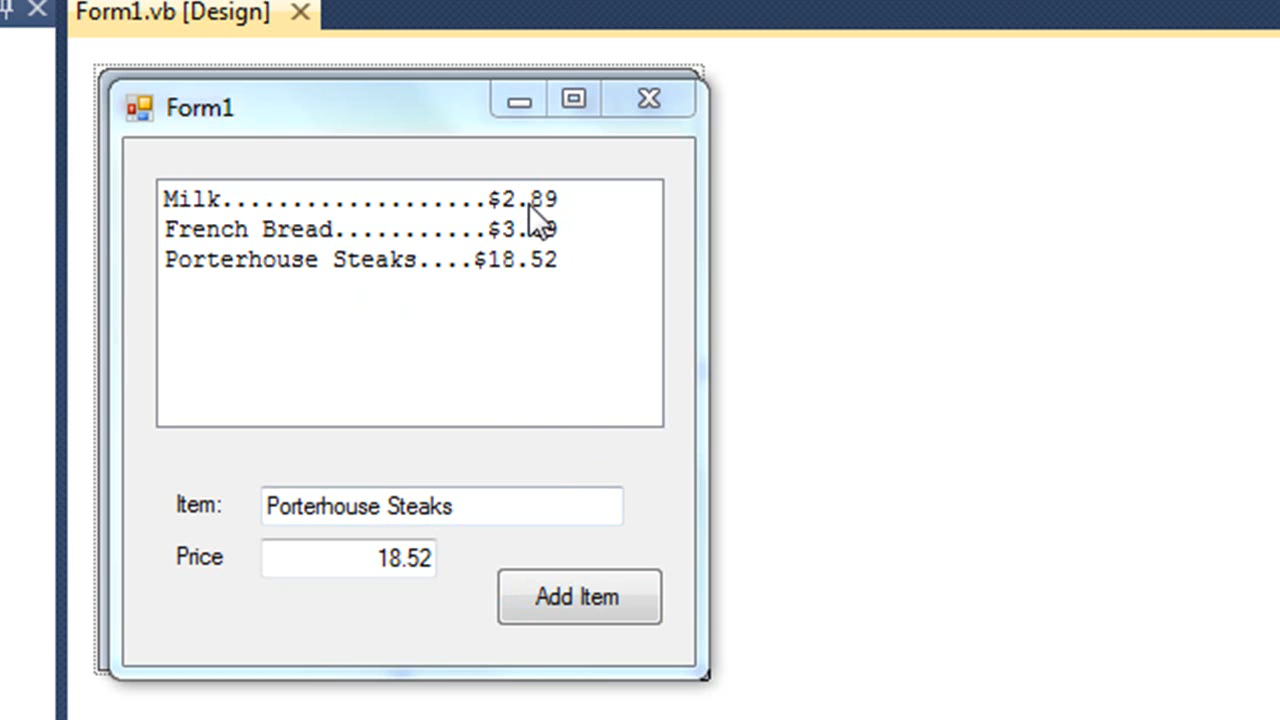 Form1.vb [Design]
Form1
Milk...................$2.89
French Bread...........$3.
Porterhouse Steaks....$18.52
Item: Porterhouse Steaks
Price 18.52
Add Item